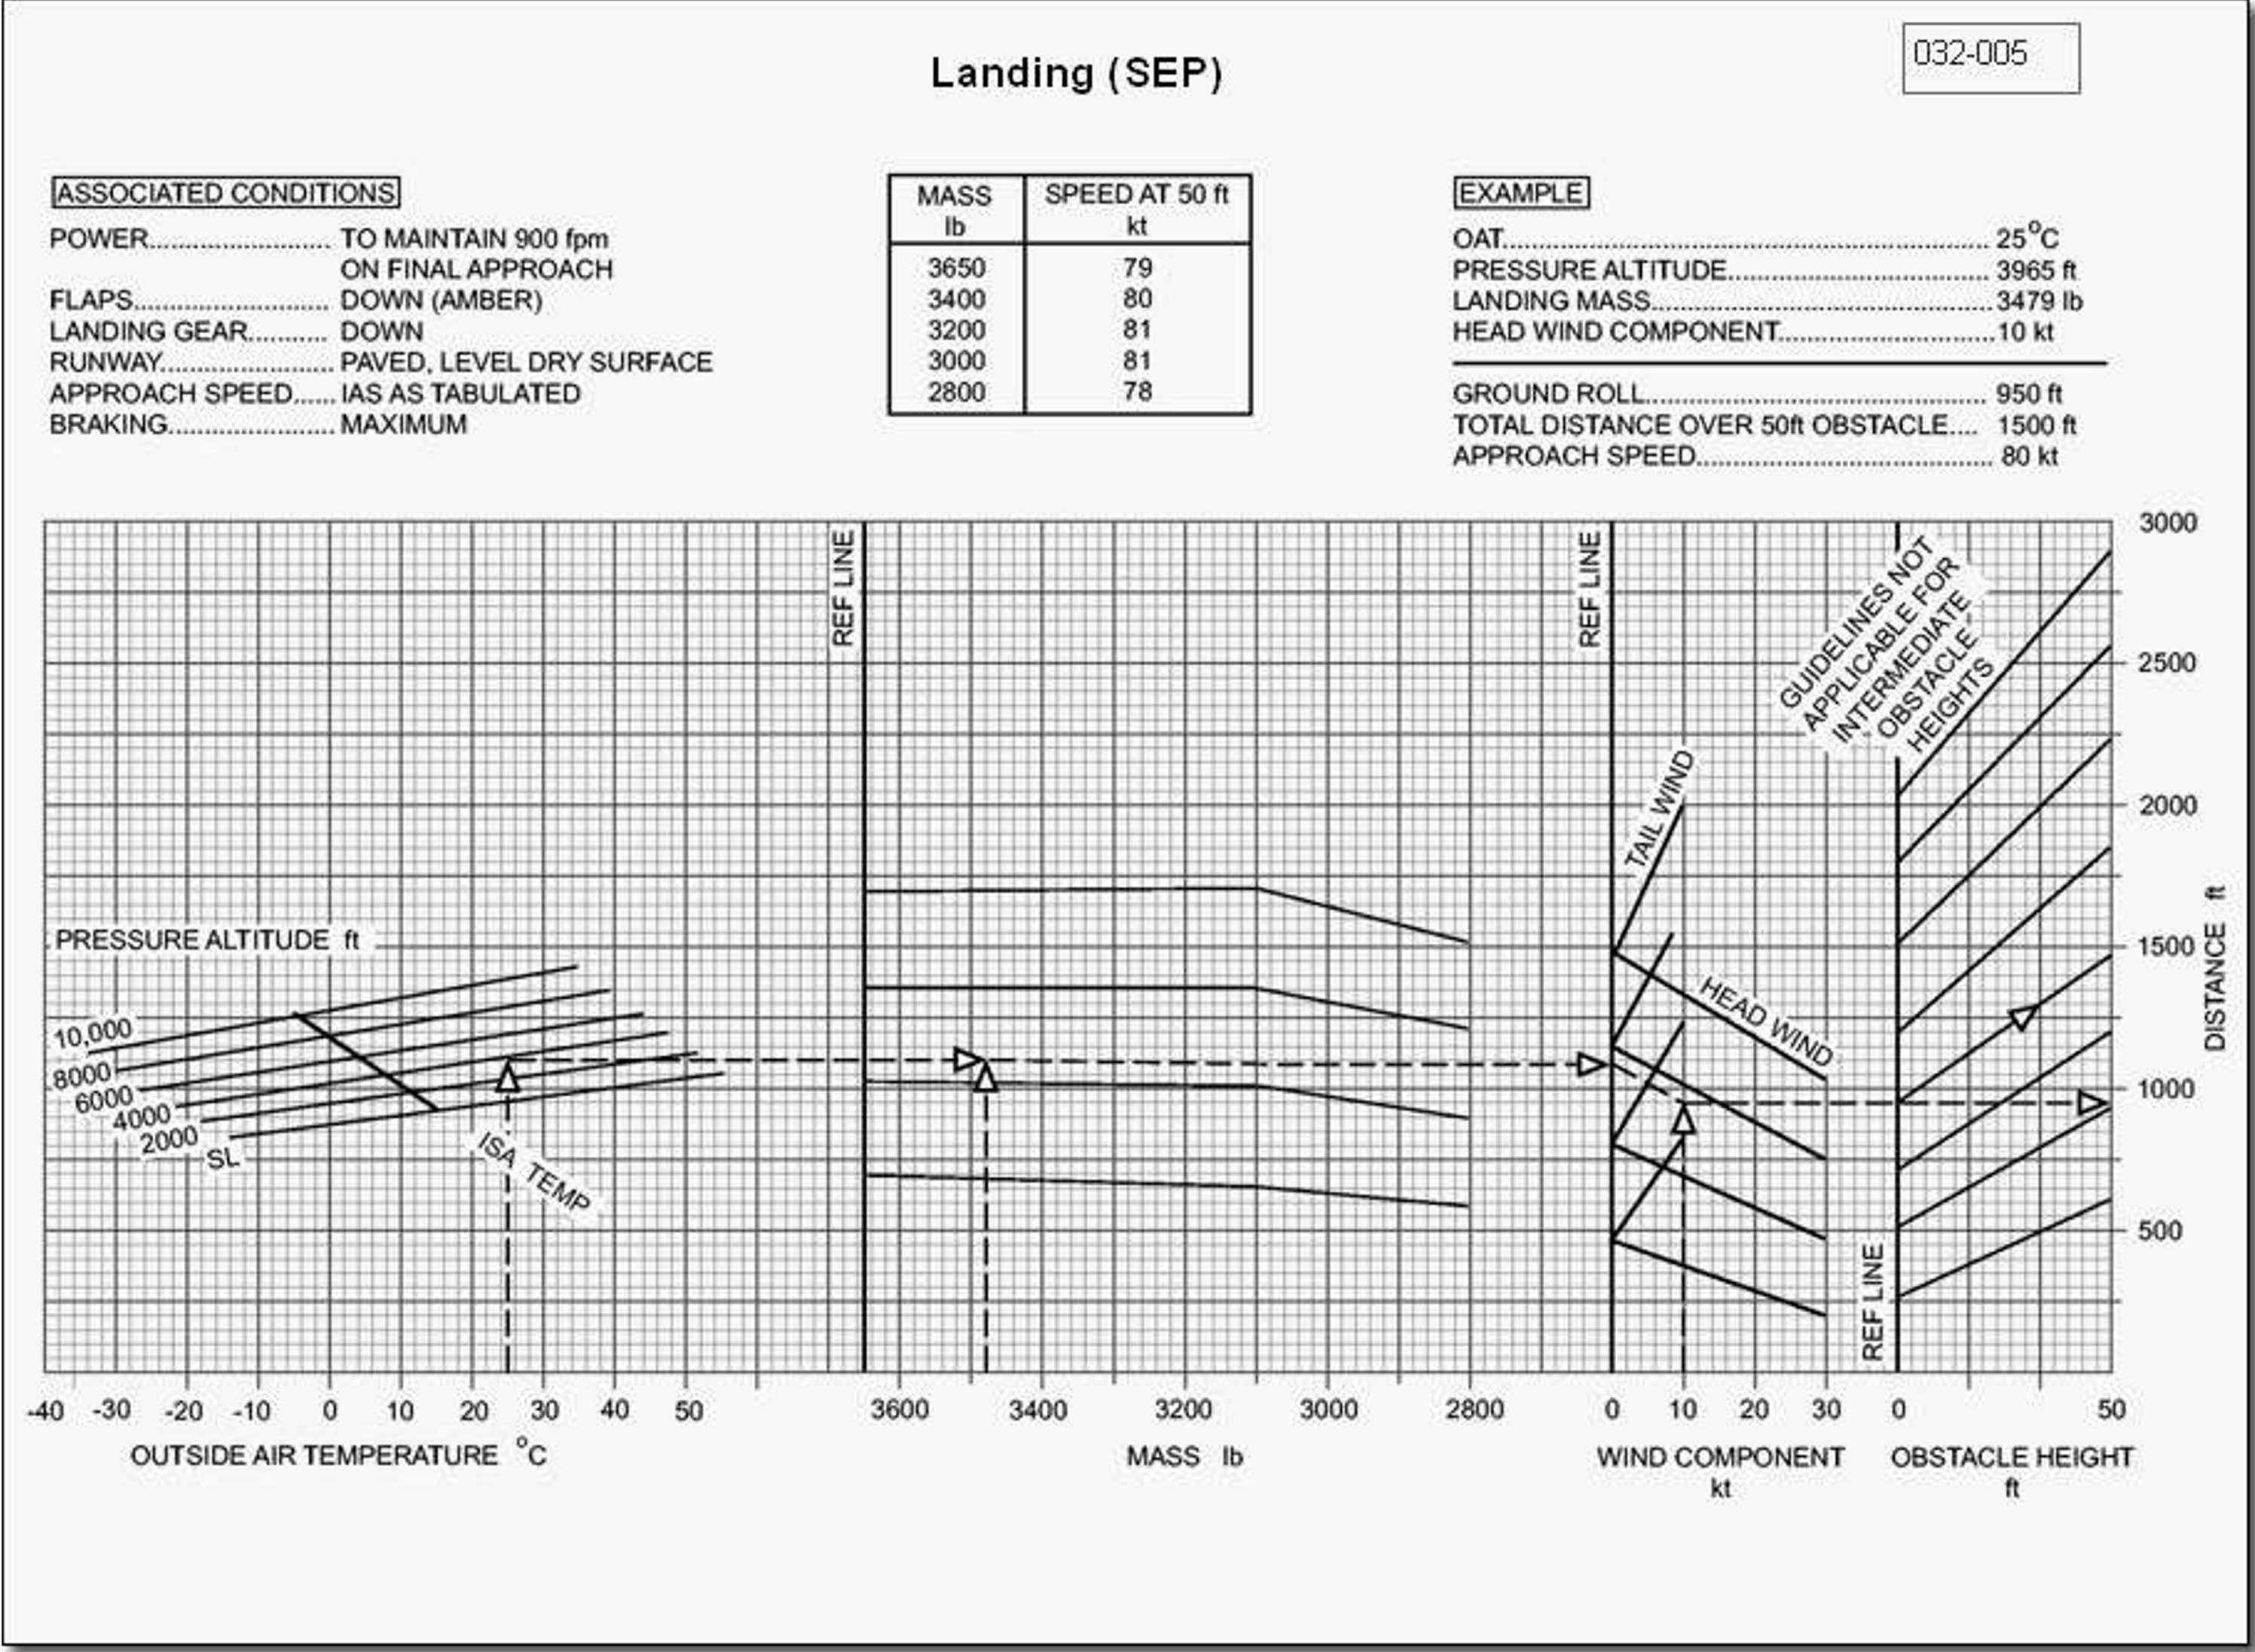 032-005
Landing (SEP)
ASSOCIATED CONDITIONS
POWER........................ TO MAINTAIN 900 fpm
ON FINAL APPROACH
FLAPS.......................... DOWN (AMBER)
LANDING GEAR........... DOWN
RUNWAY....................... PAVED, LEVEL DRY SURFACE
APPROACH SPEED...... IAS AS TABULATED
BRAKING....................... MAXIMUM
MASS SPEED AT 50 ft
lb kt
3650 79
3400 80
3200 81
3000 81
2800 78
EXAMPLE
OAT................................................................ 25°C
PRESSURE ALTITUDE................................... 3965 ft
LANDING MASS............................................. 3479 lb
HEAD WIND COMPONENT............................. 10 kt
GROUND ROLL.............................................. 950 ft
TOTAL DISTANCE OVER 50ft OBSTACLE.... 1500 ft
APPROACH SPEED........................................ 80 kt
REF LINE
REF LINE
GUIDELINES NOT
APPLICABLE FOR
INTERMEDIATE
OBSTACLE
HEIGHTS
TAIL WIND
HEAD WIND
PRESSURE ALTITUDE ft
10,000
8000
6000
4000
2000
SL
ISA TEMP
REF LINE
3000
2500
2000
1500
1000
500
DISTANCE ft
-40 -30 -20 -10 0 10 20 30 40 50
3600 3400 3200 3000 2800
0 10 20 30
0 50
OUTSIDE AIR TEMPERATURE °C
MASS lb
WIND COMPONENT
kt
OBSTACLE HEIGHT
ft